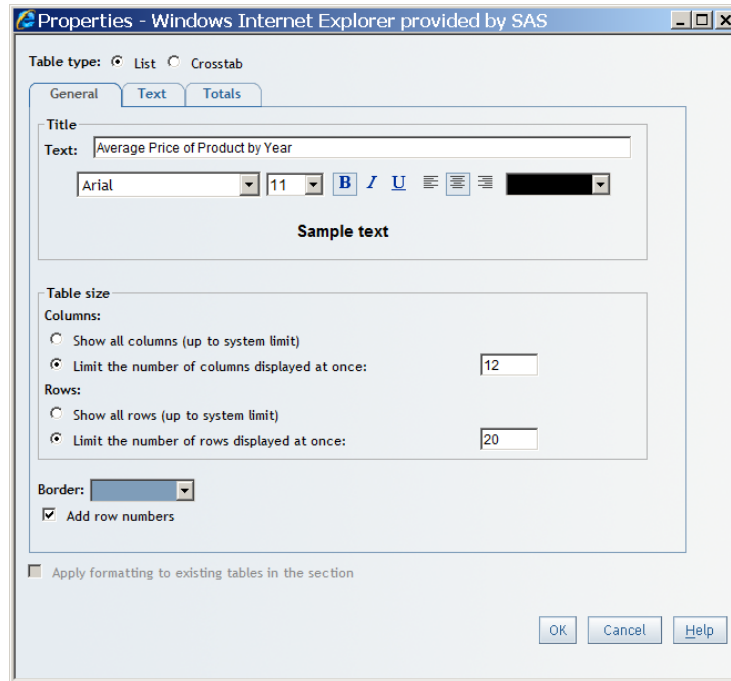 Properties - Windows Internet Explorer provided by SAS
Table type: List Crosstab
General Text Totals
Title
Text: Average Price of Product by Year
Arial 11 B I U
Sample text
Table size
Columns:
Show all columns (up to system limit)
Limit the number of columns displayed at once: 12
Rows:
Show all rows (up to system limit)
Limit the number of rows displayed at once: 20
Border:
Add row numbers
Apply formatting to existing tables in the section
OK Cancel Help